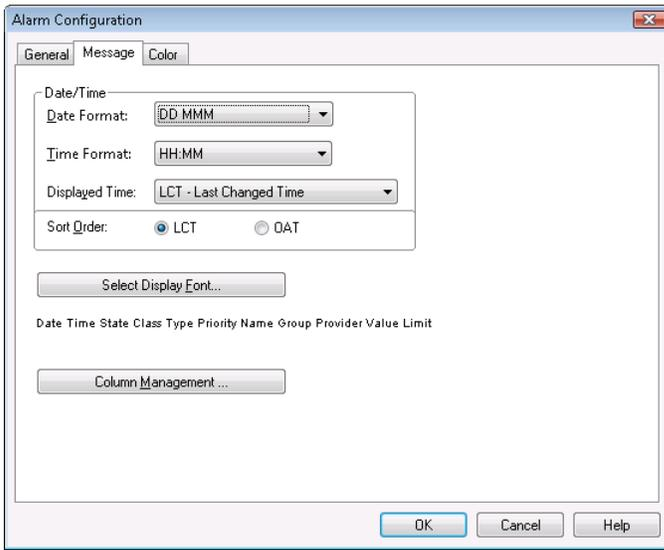 Alarm Configuration
General Message Color
Date/Time
Date Format: DD MMM
Time Format: HH:MM
Displayed Time: LCT - Last Changed Time
Sort Order: LCT OAT
Select Display Font...
Date Time State Class Type Priority Name Group Provider Value Limit
Column Management ...
OK Cancel Help